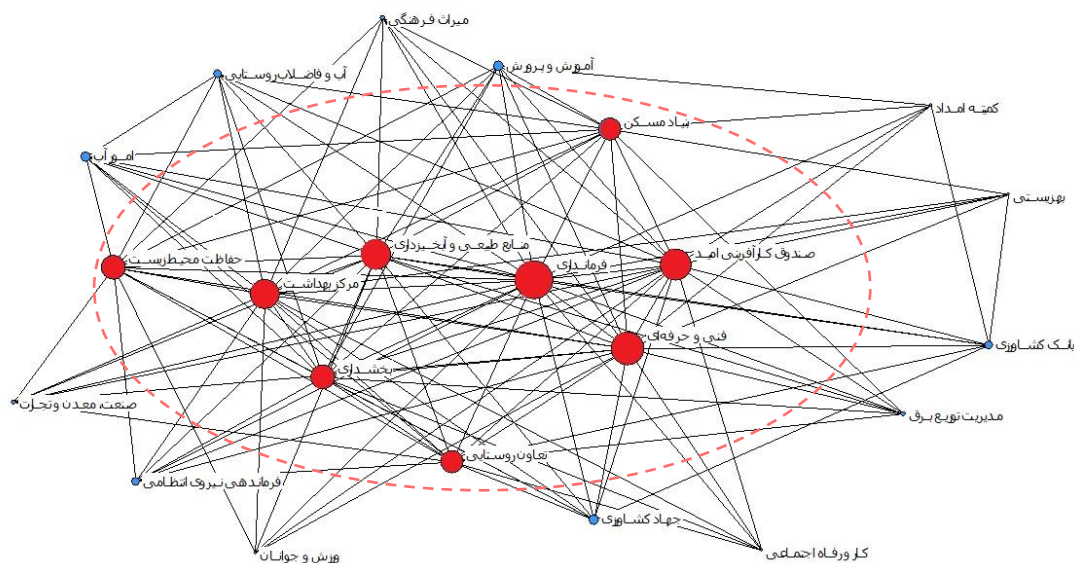 میراث فرهنگی
آموزش و پرورش
آب و فاضلاب روستایی
کمیته امداد
بنیاد مسکن
امور آب
بهزیستی
منابع طبیعی و آبخیزداری
صندوق کارآفرینی امید
حفاظت محیط زیست
فرمانداری
مرکز بهداشت
فنی و حرفه‌ای
بانک کشاورزی
بخشداری
صنعت، معدن و تجارت
مدیریت توزیع برق
تعاون روستایی
فرماندهی نیروی انتظامی
جهاد کشاورزی
ورزش و جوانان
کار و رفاه اجتماعی